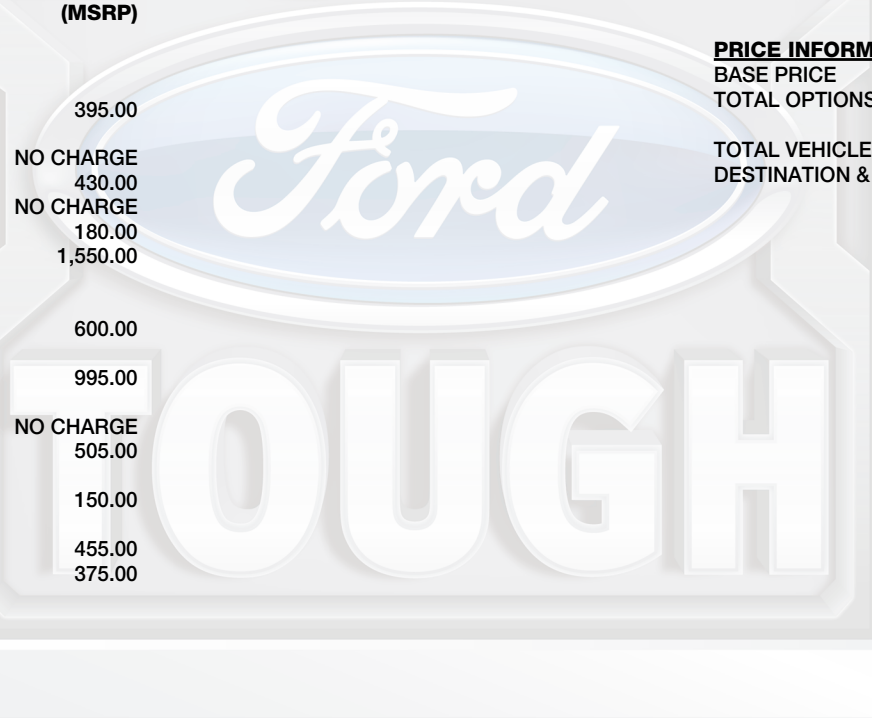 (MSRP)
395.00
NO CHARGE
430.00
NO CHARGE
180.00
1,550.00
600.00
995.00
NO CHARGE
505.00
150.00
455.00
375.00
PRICE INFORM
BASE PRICE
TOTAL OPTIONS
TOTAL VEHICLE
DESTINATION &
Ford
TOUGH